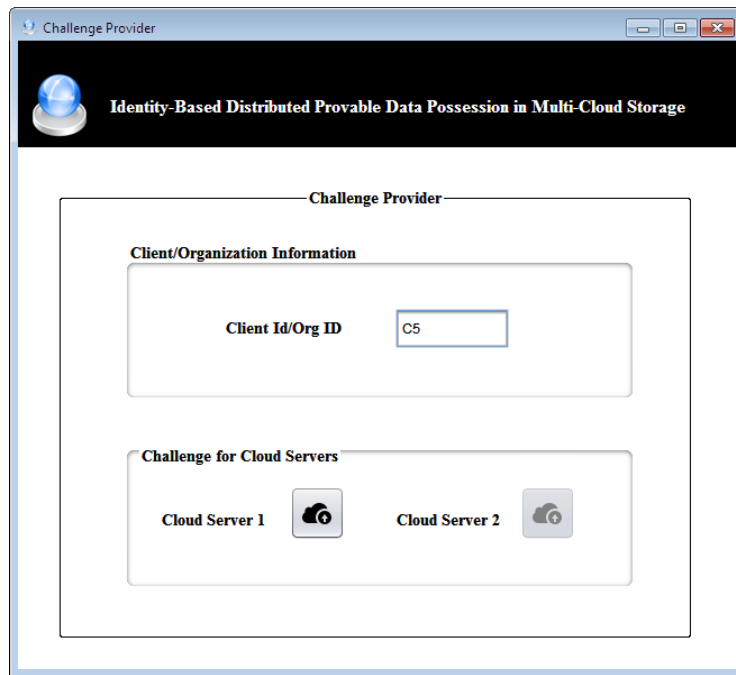 Challenge Provider
Identity-Based Distributed Provable Data Possession in Multi-Cloud Storage
Challenge Provider
Client/Organization Information
Client Id/Org ID C5
Challenge for Cloud Servers
Cloud Server 1 Cloud Server 2